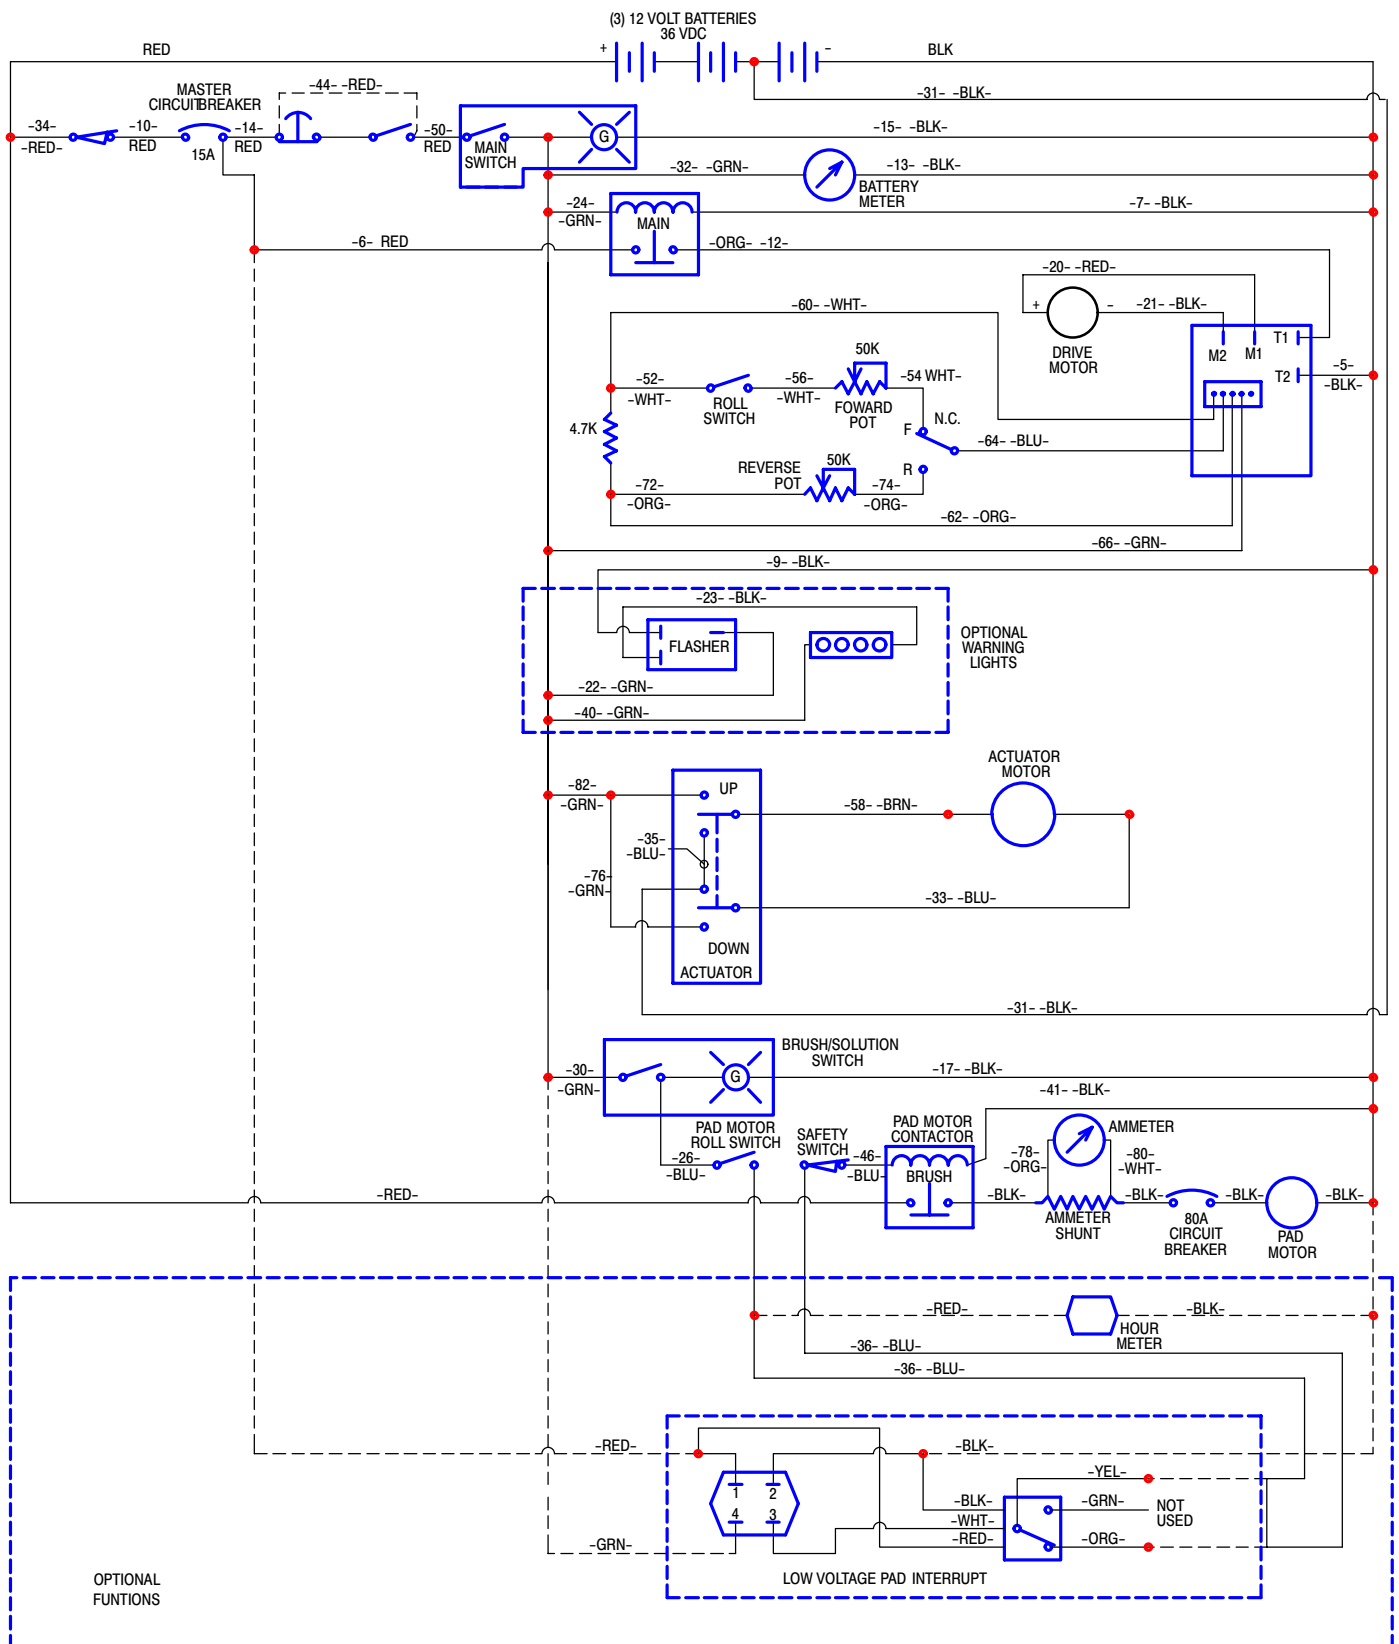 (3) 12 VOLT BATTERIES
36 VDC
RED
+
-
BLK
-31- -BLK-
-44- -RED-
MASTER
CIRCUITBREAKER
-34-
-RED-
-10-
RED
15A
-14-
RED
-50-
RED
MAIN
SWITCH
G
-15- -BLK-
-32- -GRN-
BATTERY
METER
-13- -BLK-
-24-
-GRN-
MAIN
-7- -BLK-
-6- RED
-ORG- -12-
-20- -RED-
+
-
-21- -BLK-
DRIVE
MOTOR
-60- -WHT-
M2
M1
T1
T2
-5-
-BLK-
-52-
-WHT-
ROLL
SWITCH
-56-
-WHT-
50K
FOWARD
POT
-54 WHT-
4.7K
F
N.C.
R
-64- -BLU-
REVERSE
POT
50K
-72-
-ORG-
-74-
-ORG-
-62- -ORG-
-66- -GRN-
-9- -BLK-
-23- -BLK-
FLASHER
OPTIONAL
WARNING
LIGHTS
-22- -GRN-
-40- -GRN-
ACTUATOR
MOTOR
-82-
-GRN-
UP
-58- -BRN-
-35-
-BLU-
-76-
-GRN-
-33- -BLU-
DOWN
ACTUATOR
-31- -BLK-
BRUSH/SOLUTION
SWITCH
-30-
-GRN-
G
-17- -BLK-
-41- -BLK-
PAD MOTOR
ROLL SWITCH
-26-
-BLU-
SAFETY
SWITCH
-46-
-BLU-
PAD MOTOR
CONTACTOR
BRUSH
AMMETER
-78-
-ORG-
-80-
-WHT-
-RED-
-BLK-
AMMETER
SHUNT
-BLK-
80A
CIRCUIT
BREAKER
-BLK-
PAD
MOTOR
-BLK-
-RED-
HOUR
METER
-BLK-
-36- -BLU-
-36- -BLU-
-RED-
-BLK-
1
2
4
3
-YEL-
-BLK-
-WHT-
-RED-
-GRN-
NOT
USED
-ORG-
-GRN-
LOW VOLTAGE PAD INTERRUPT
OPTIONAL
FUNTIONS